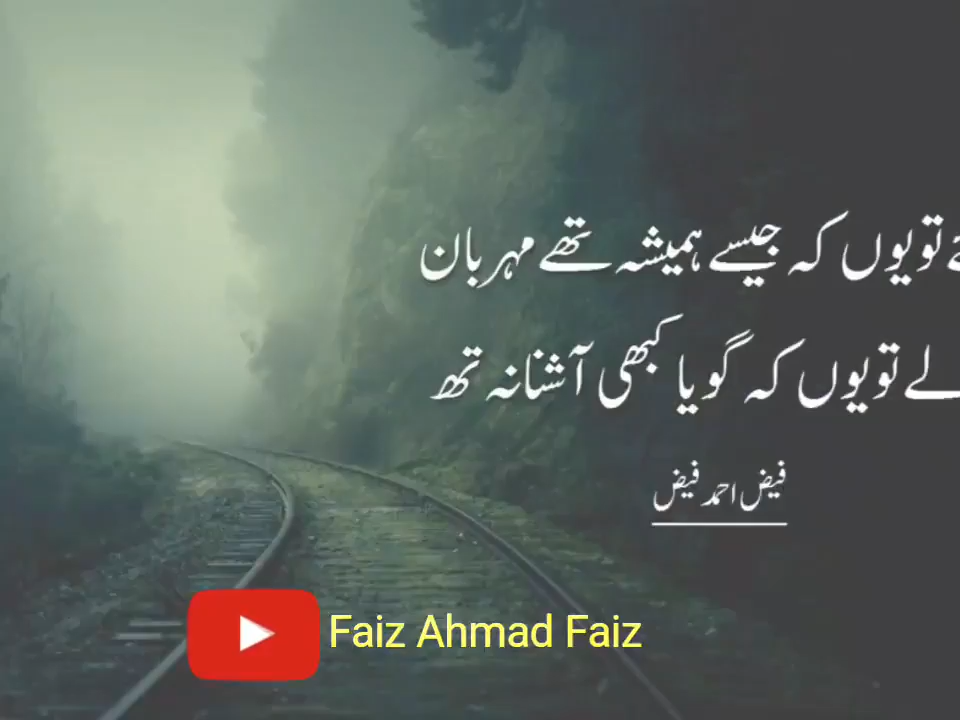 تو یوں کہ جیسے ہمیشہ تھے مہربان
تو یوں کہ گویا کبھی آشنا نہ تھ
فیض احمد فیض
Faiz Ahmad Faiz